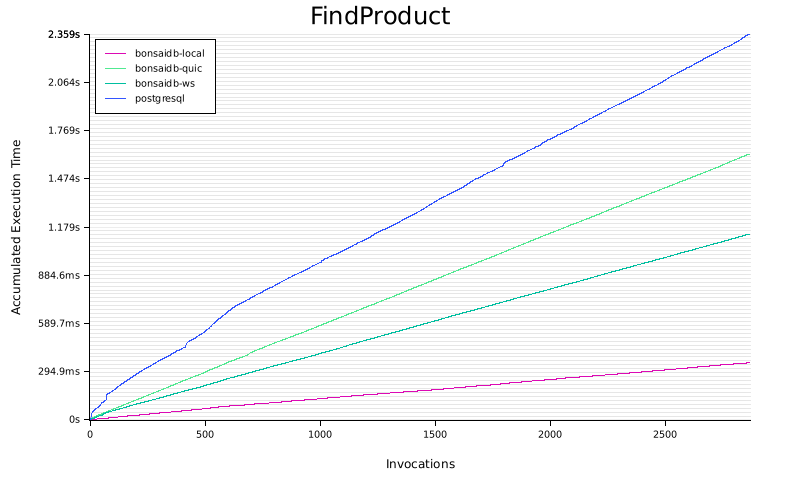 FindProduct
2.359s
2.064s
1.769s
1.474s
1.179s
884.6ms
589.7ms
294.9ms
0s
Accumulated Execution Time
bonsaidb-local
bonsaidb-quic
bonsaidb-ws
postgresql
0 500 1000 1500 2000 2500
Invocations